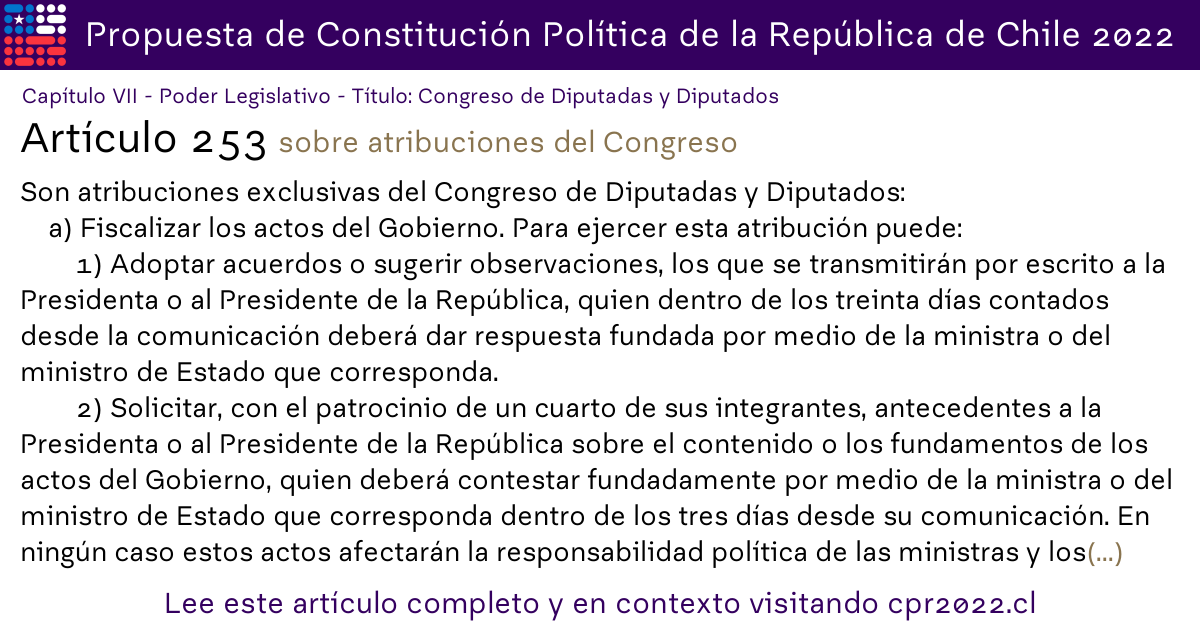 Propuesta de Constitución Política de la República de Chile 2022
Capítulo VII - Poder Legislativo - Título: Congreso de Diputadas y Diputados
Artículo 253 sobre atribuciones del Congreso
Son atribuciones exclusivas del Congreso de Diputadas y Diputados:
a) Fiscalizar los actos del Gobierno. Para ejercer esta atribución puede:
1) Adoptar acuerdos o sugerir observaciones, los que se transmitirán por escrito a la
Presidenta o al Presidente de la República, quien dentro de los treinta días contados
desde la comunicación deberá dar respuesta fundada por medio de la ministra o del
ministro de Estado que corresponda.
2) Solicitar, con el patrocinio de un cuarto de sus integrantes, antecedentes a la
Presidenta o al Presidente de la República sobre el contenido o los fundamentos de los
actos del Gobierno, quien deberá contestar fundadamente por medio de la ministra o del
ministro de Estado que corresponda dentro de los tres días desde su comunicación. En
ningún caso estos actos afectarán la responsabilidad política de las ministras y los(...)
Lee este artículo completo y en contexto visitando cpr2022.cl